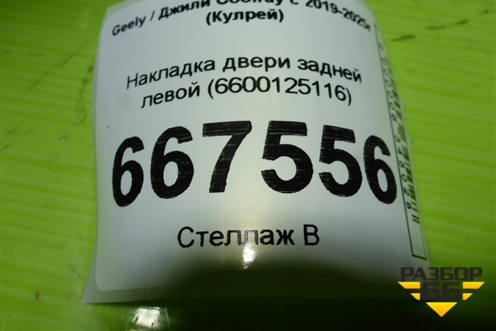 Geely / Джили Coolray с 2019-2025г
(Кулрей)
Накладка двери задней
левой (6600125116)
667556
Стеллаж В
РАЗБОР
66